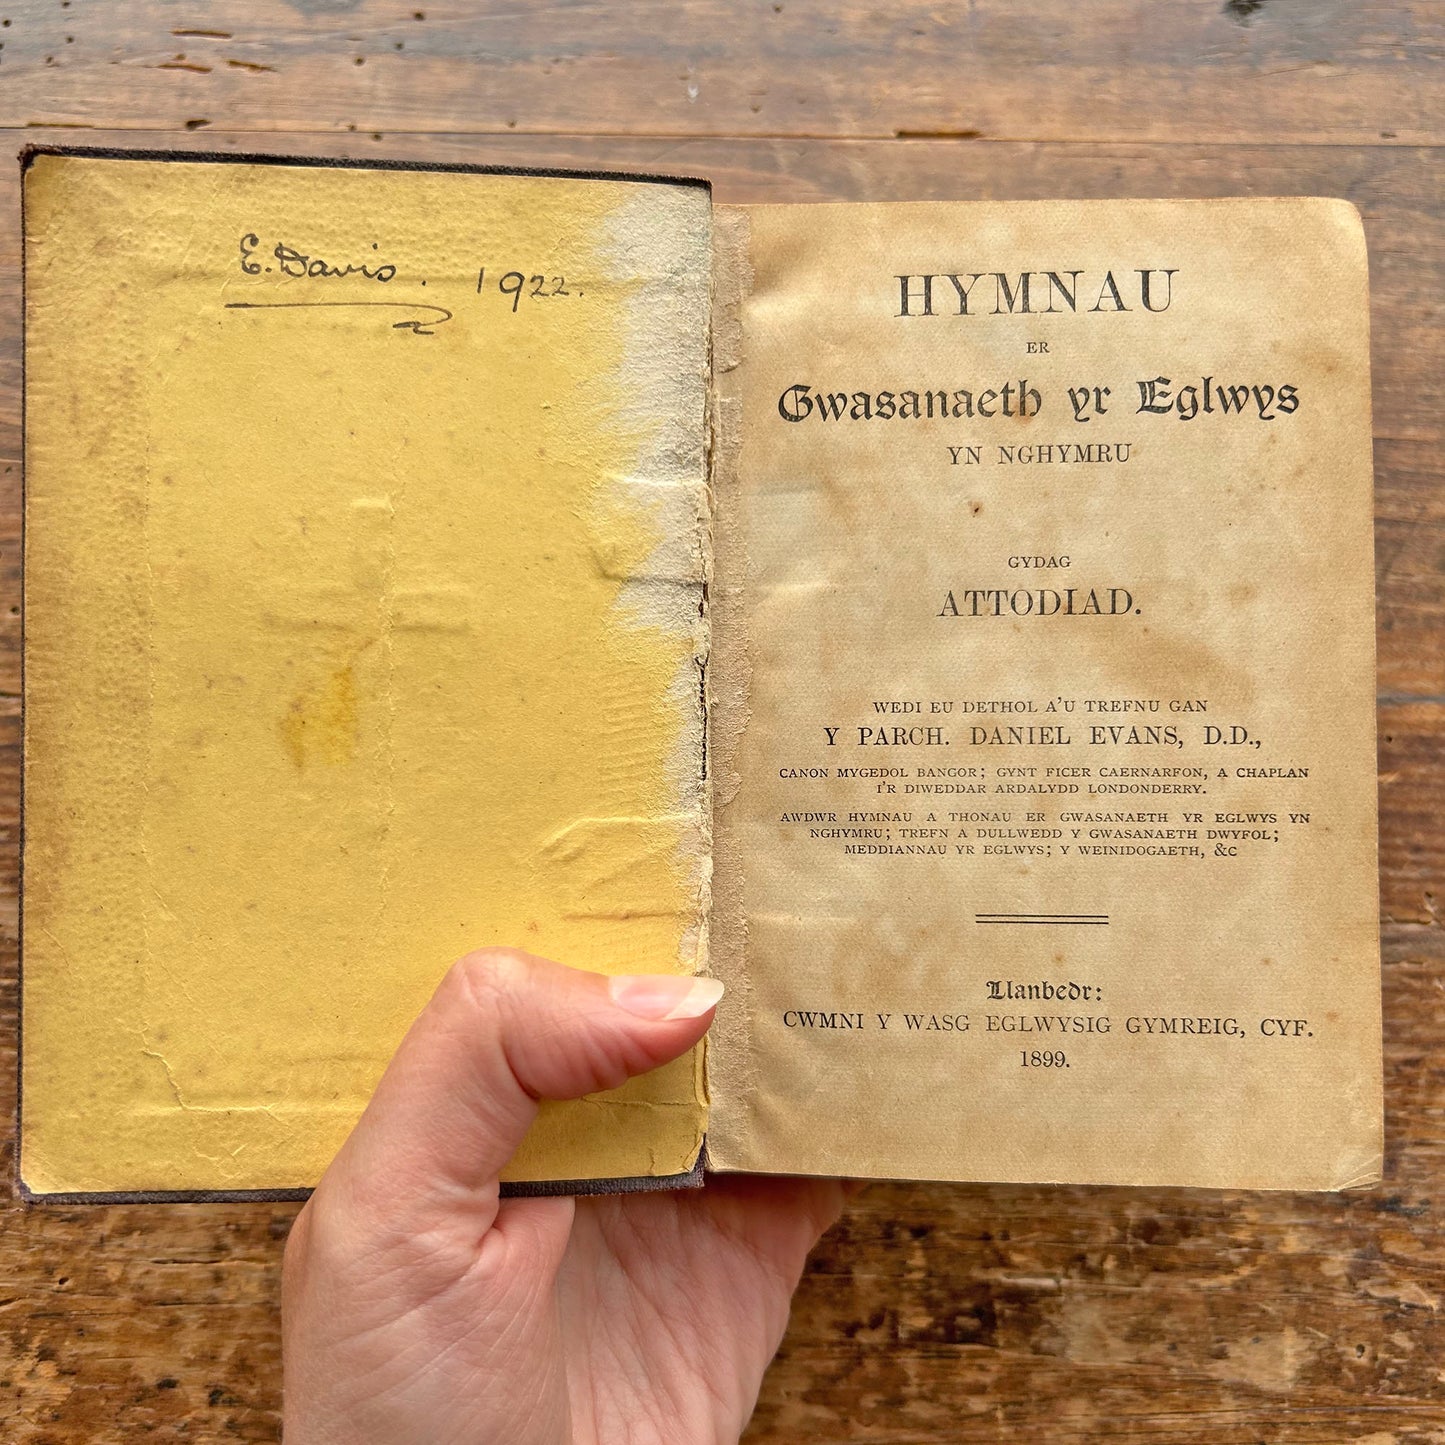 E. Davis. 1922.
HYMNAU
ER
Gwasanaeth yr Eglwys
YN NGHYMRU
GYDAG
ATTODIAD.
WEDI EU DETHOL A'U TREFNU GAN
Y PARCH. DANIEL EVANS, D.D.,
CANON MYGEDOL BANGOR; GYNT FICER CAERNARFON, A CHAPLAN
I'R DIWEDDAR ARDALYDD LONDONDERRY.
AWDWR HYMNAU A THONAU ER GWASANAETH YR EGLWYS YN
NGHYMRU; TREFN A DULLWEDD Y GWASANAETH DWYFOL;
MEDDIANNAU YR EGLWYS; Y WEINIDOGAETH, &C
Llanbedr:
CWMNI Y WASG EGLWYSIG GYMREIG, CYF.
1899.